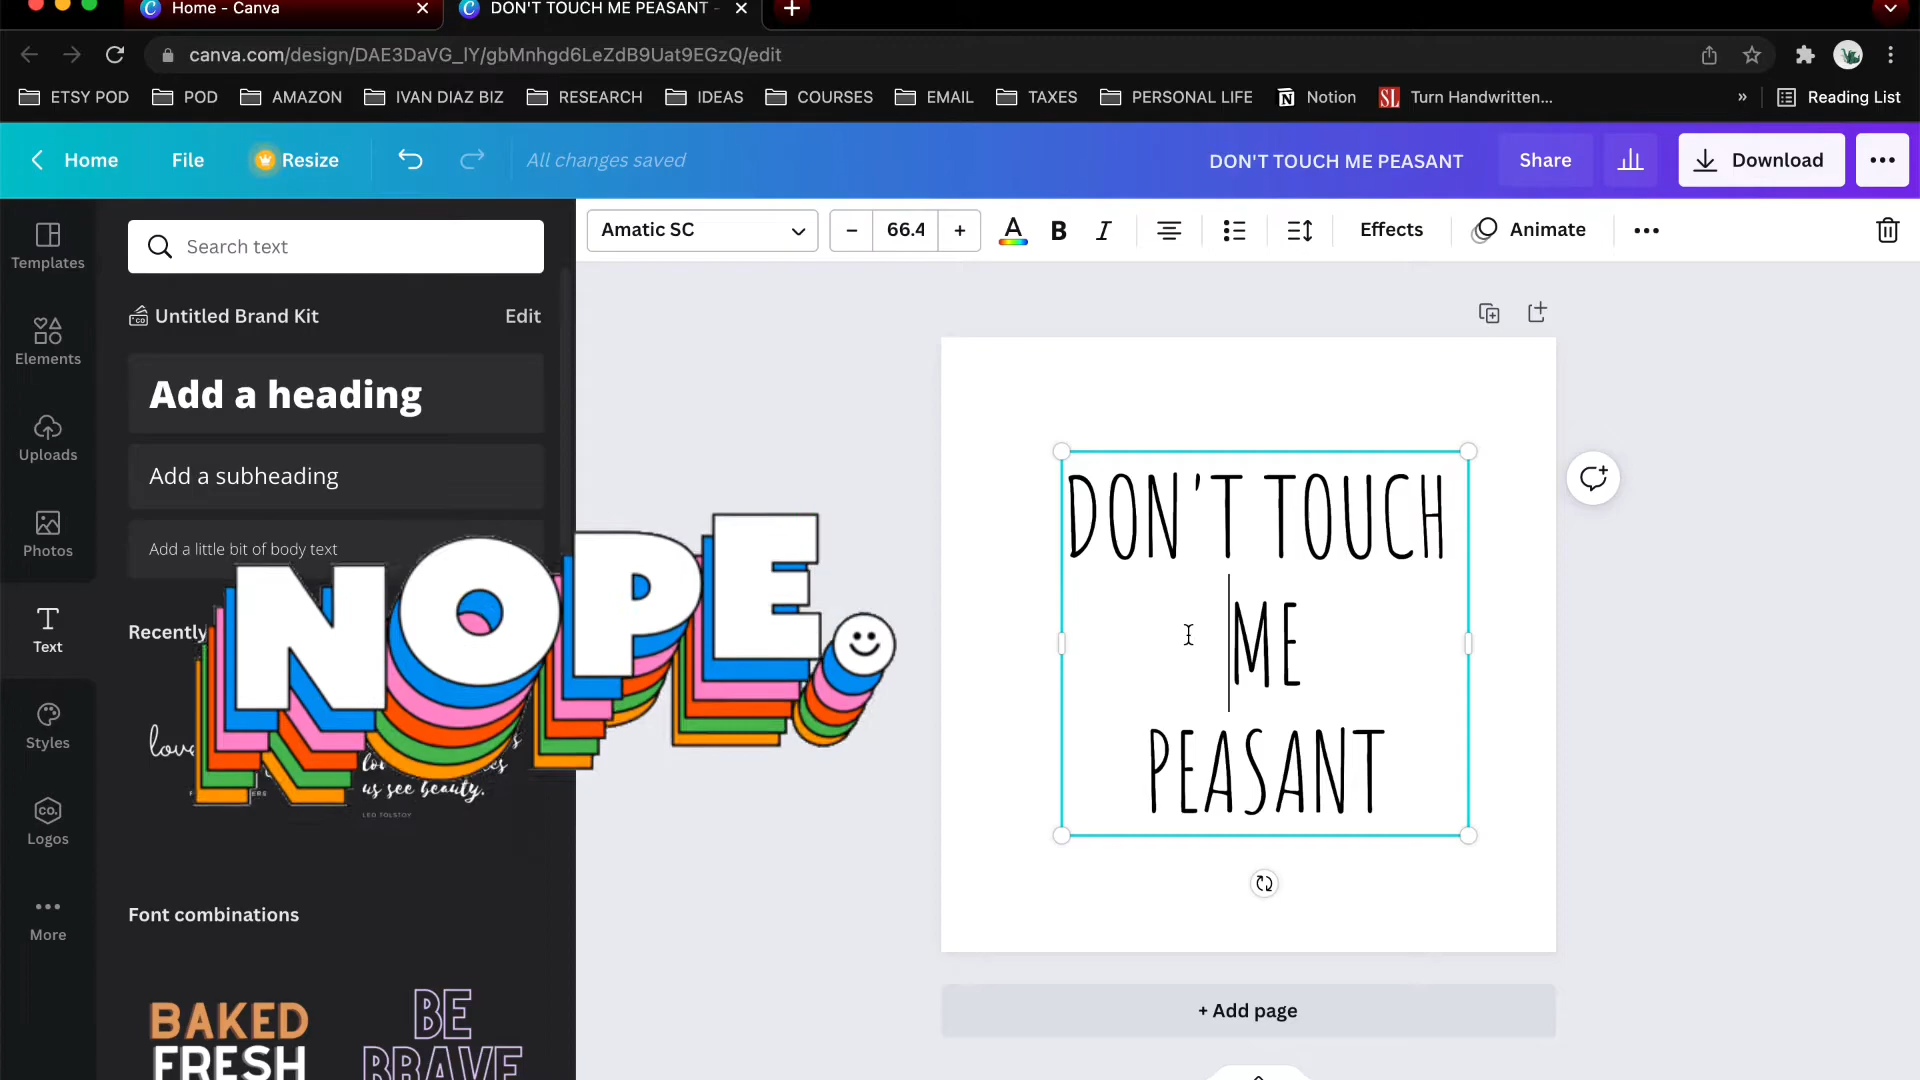 Home - Canva
DON'T TOUCH ME PEASANT -
canva.com/design/DAE3DaVG_lY/gbMnhgd6LeZdB9Uat9EGzQ/edit
ETSY POD
POD
AMAZON
IVAN DIAZ BIZ
RESEARCH
IDEAS
COURSES
EMAIL
TAXES
PERSONAL LIFE
Notion
SL Turn Handwritten...
»
Reading List
Home
File
Resize
All changes saved
DON'T TOUCH ME PEASANT
Share
Download
Templates
Elements
Uploads
Photos
Text
Styles
Logos
More
Search text
Untitled Brand Kit
Edit
Add a heading
Add a subheading
Add a little bit of body text
Recently
NOPE.
us see beauty.
LEO TOLSTOY
Font combinations
BAKED
FRESH
BE
BRAVE
Amatic SC
− 66.4 +
A
B
I
Effects
Animate
DON'T TOUCH
ME
PEASANT
+ Add page